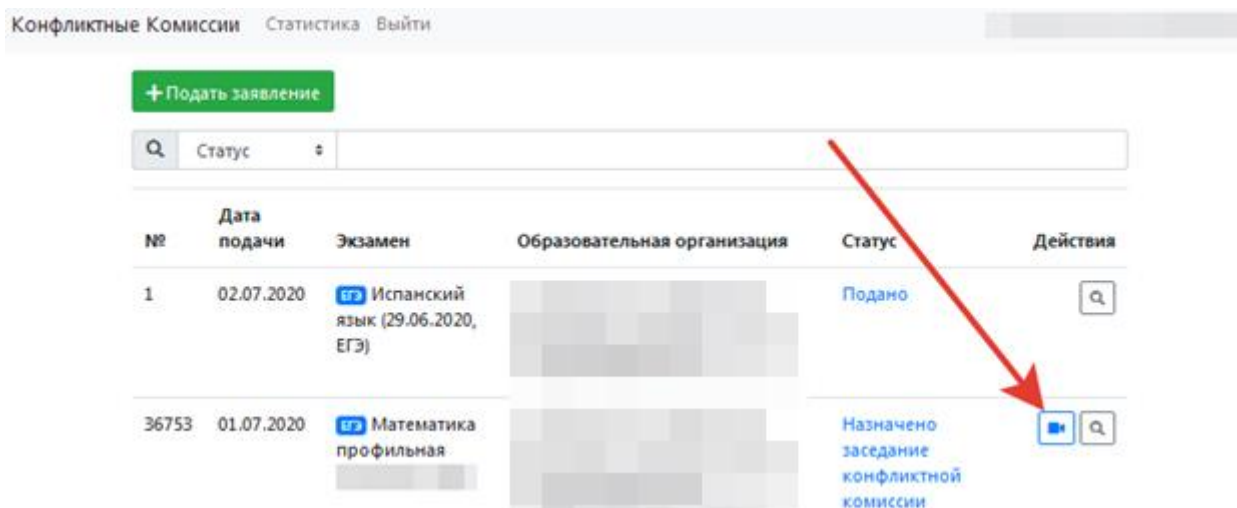 Конфликтные Комиссии Статистика Выйти
+Подать заявление
Статус
№ Дата подачи Экзамен Образовательная организация Статус Действия
1 02.07.2020 ЕГЭ Испанский Подано
язык (29.06.2020,
ЕГЭ)
36753 01.07.2020 ЕГЭ Математика Назначено
профильная заседание
конфликтной
комиссии